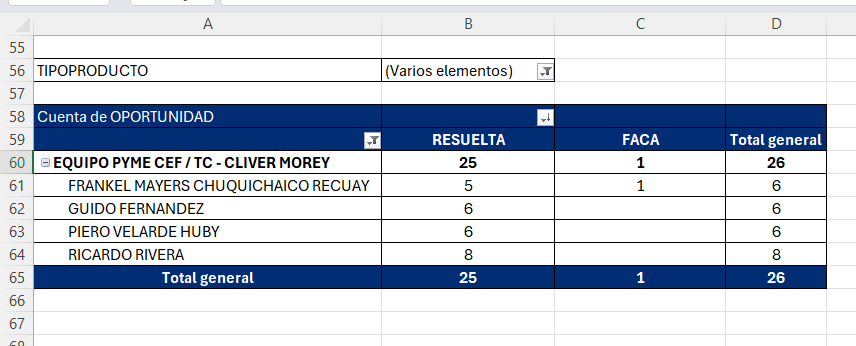 A B C D
55
56 TIPOPRODUCTO (Varios elementos)
57
58 Cuenta de OPORTUNIDAD
59 RESUELTA FACA Total general
60 EQUIPO PYME CEF / TC - CLIVER MOREY 25 1 26
61 FRANKEL MAYERS CHUQUICHAICO RECUAY 5 1 6
62 GUIDO FERNANDEZ 6 6
63 PIERO VELARDE HUBY 6 6
64 RICARDO RIVERA 8 8
65 Total general 25 1 26
66
67
68